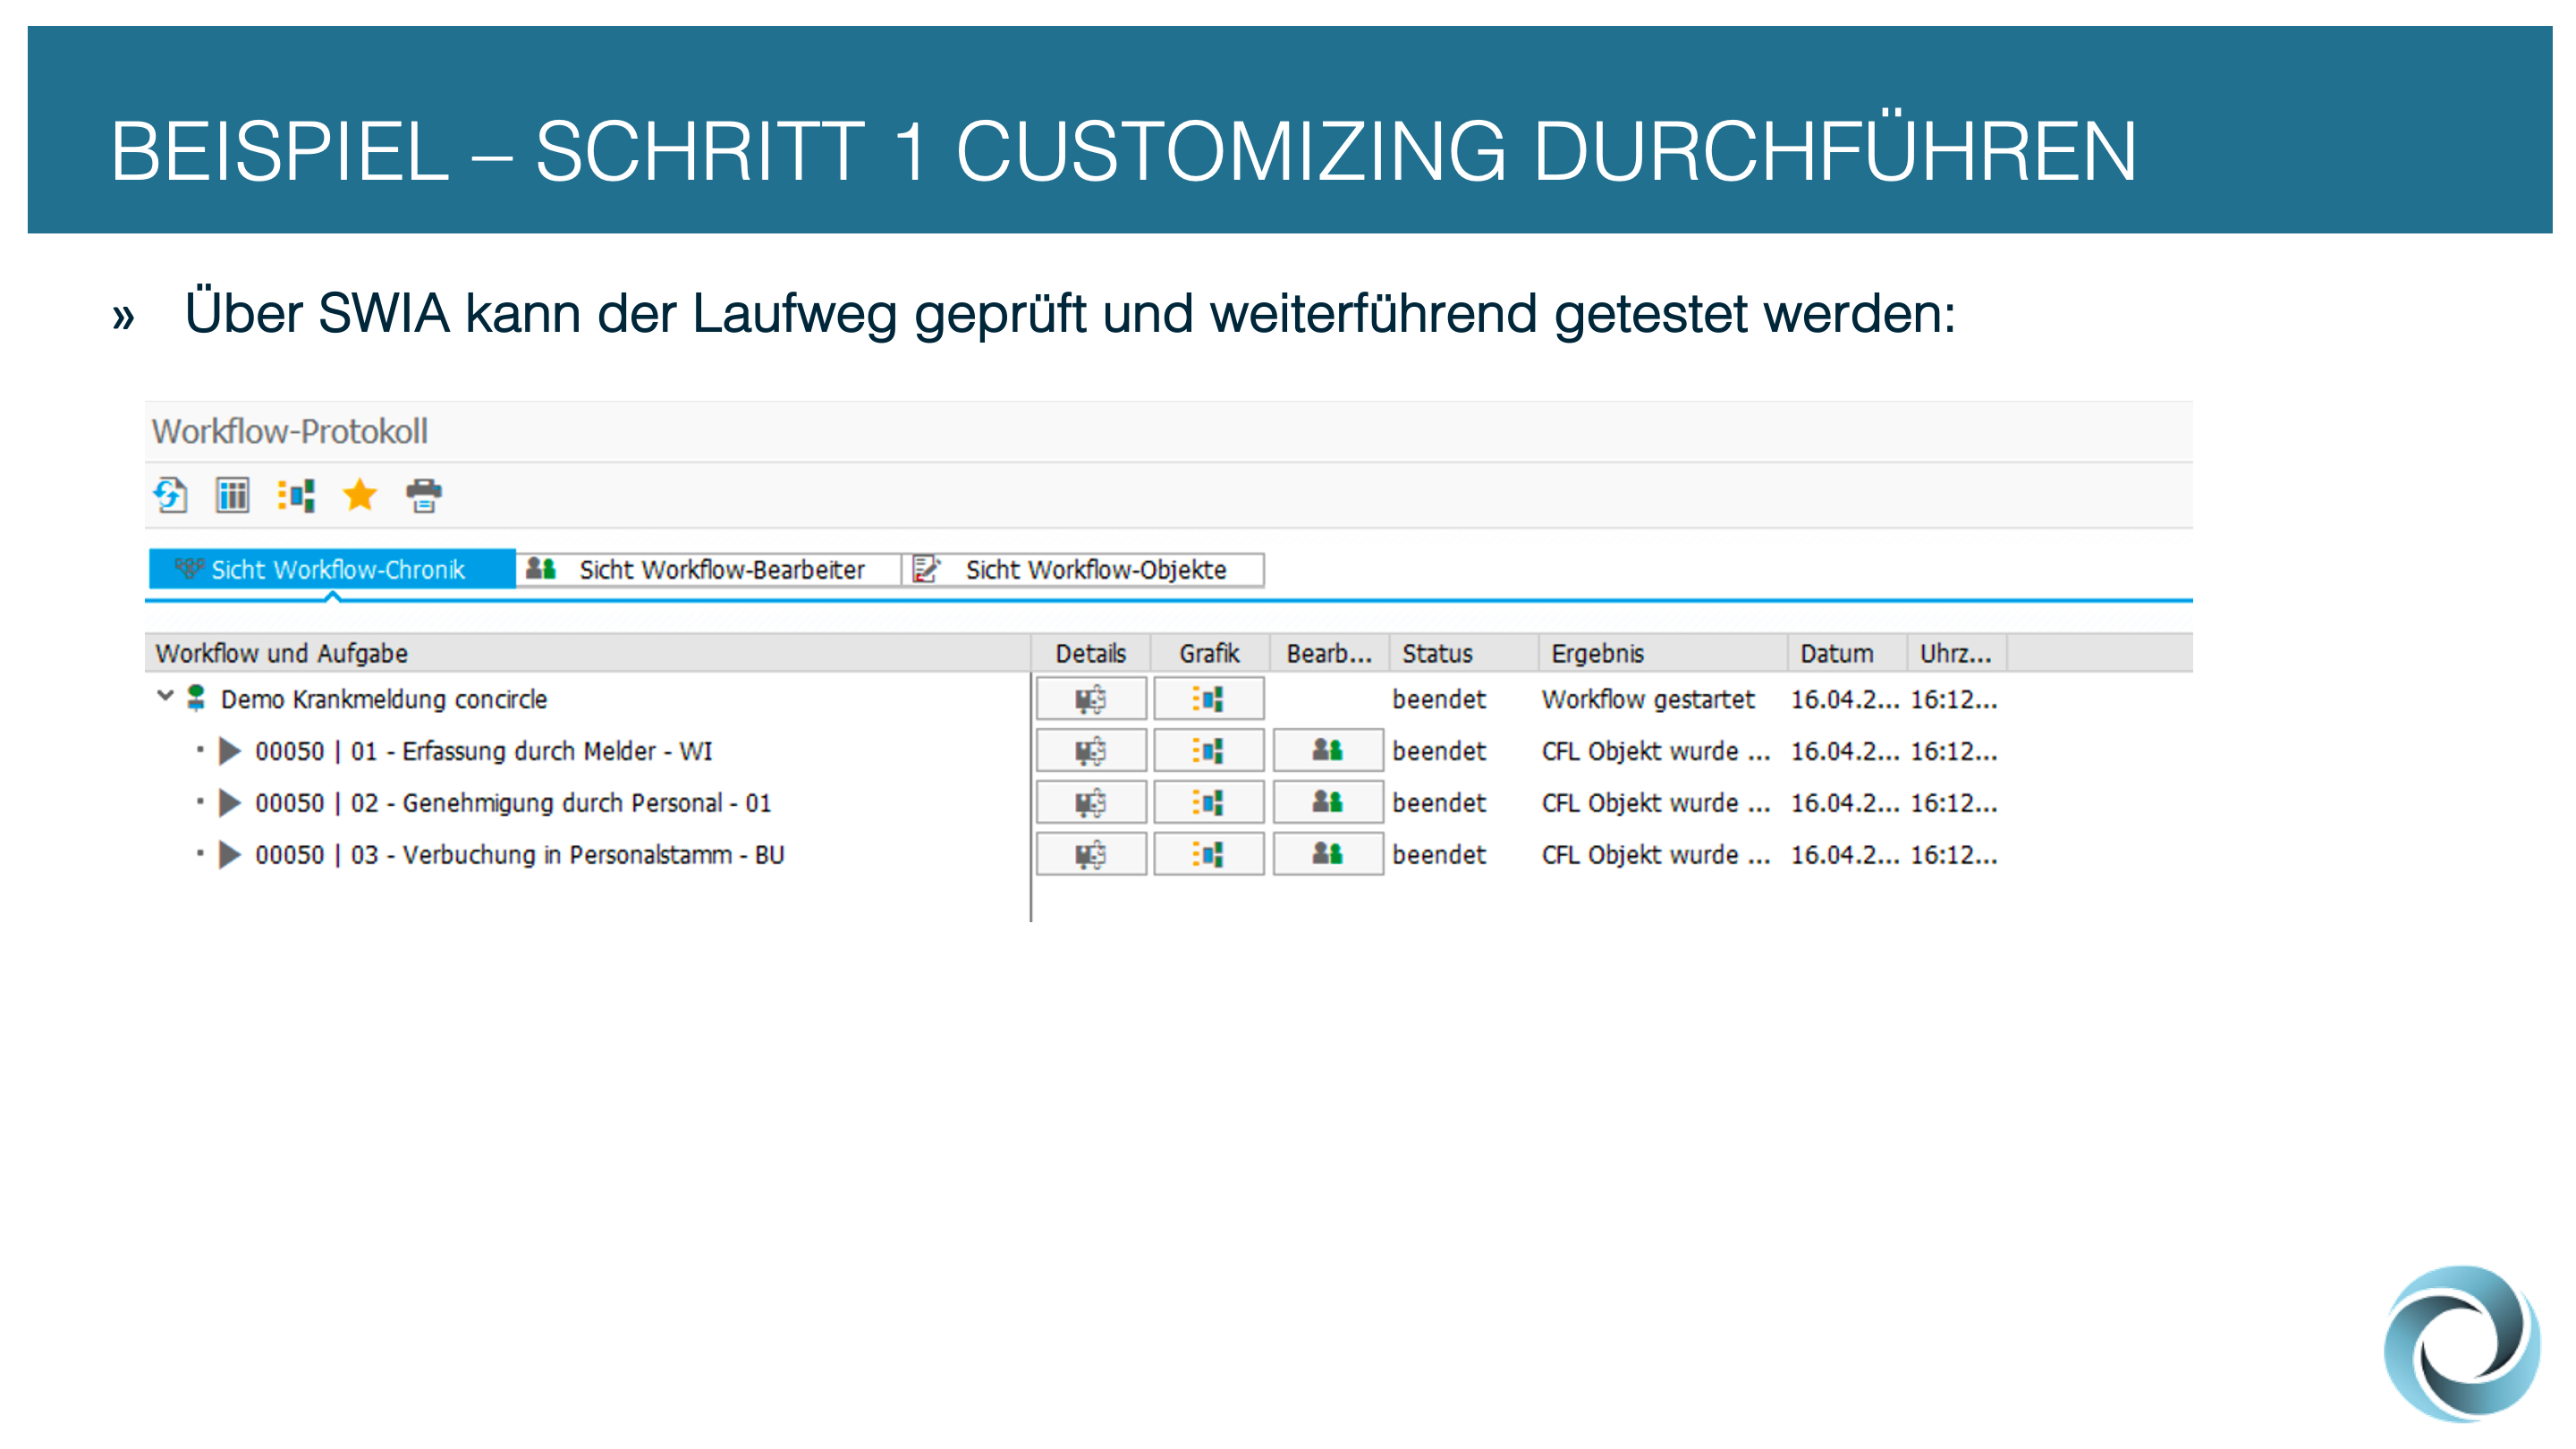 BEISPIEL – SCHRITT 1 CUSTOMIZING DURCHFÜHREN
» Über SWIA kann der Laufweg geprüft und weiterführend getestet werden:
Workflow-Protokoll
Sicht Workflow-Chronik Sicht Workflow-Bearbeiter Sicht Workflow-Objekte
Workflow und Aufgabe Details Grafik Bearb... Status Ergebnis Datum Uhrz...
Demo Krankmeldung concircle beendet Workflow gestartet 16.04.2... 16:12...
00050 | 01 - Erfassung durch Melder - WI beendet CFL Objekt wurde ... 16.04.2... 16:12...
00050 | 02 - Genehmigung durch Personal - 01 beendet CFL Objekt wurde ... 16.04.2... 16:12...
00050 | 03 - Verbuchung in Personalstamm - BU beendet CFL Objekt wurde ... 16.04.2... 16:12...